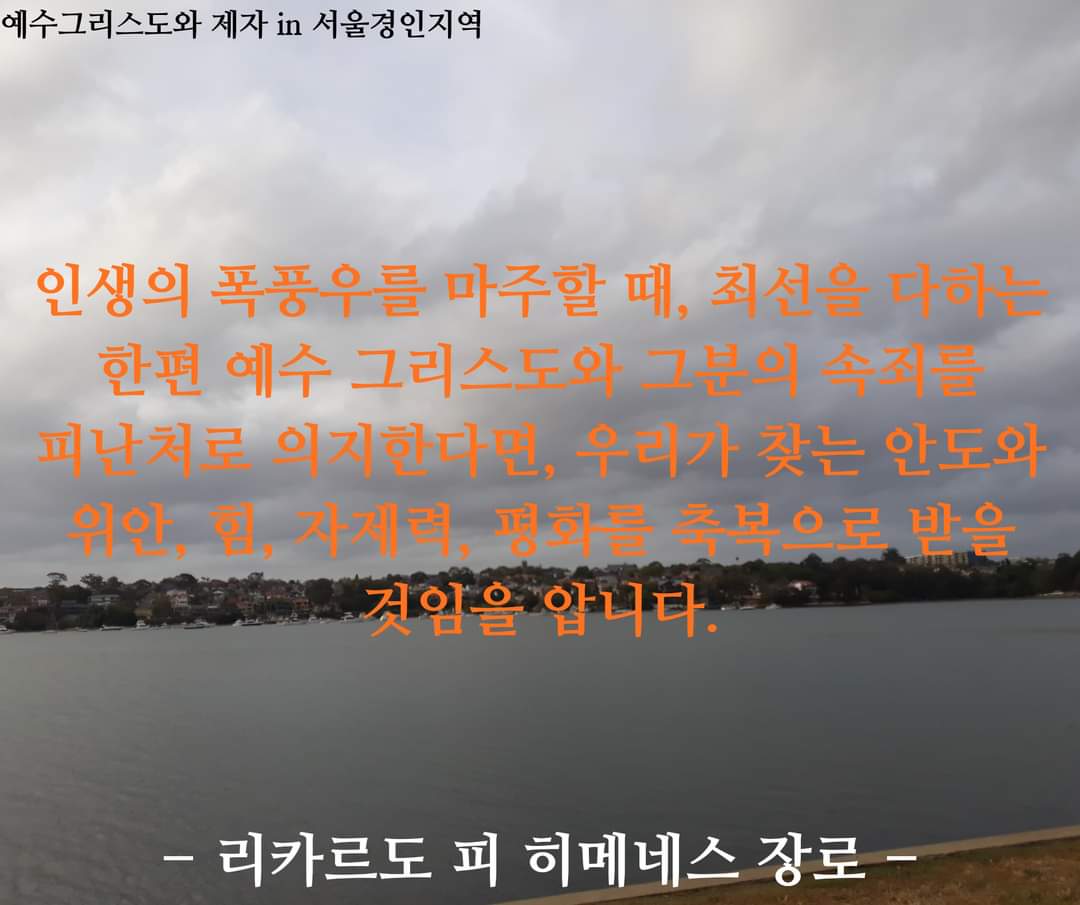 예수그리스도와 제자 in 서울경인지역
인생의 폭풍우를 마주할 때, 최선을 다하는
한편 예수 그리스도와 그분의 속죄를
피난처로 의지한다면, 우리가 찾는 안도와
위안, 힘, 자제력, 평화를 축복으로 받을
것임을 압니다.
- 리카르도 피 히메네스 장로 -